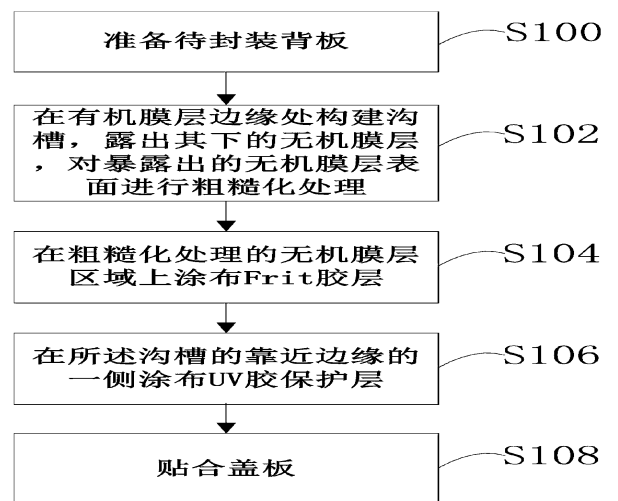 准备待封装背板
S100
在有机膜层边缘处构建沟
槽，露出其下的无机膜层
，对暴露出的无机膜层表
面进行粗糙化处理
S102
在粗糙化处理的无机膜层
区域上涂布Frit胶层
S104
在所述沟槽的靠近边缘的
一侧涂布UV胶保护层
S106
贴合盖板
S108